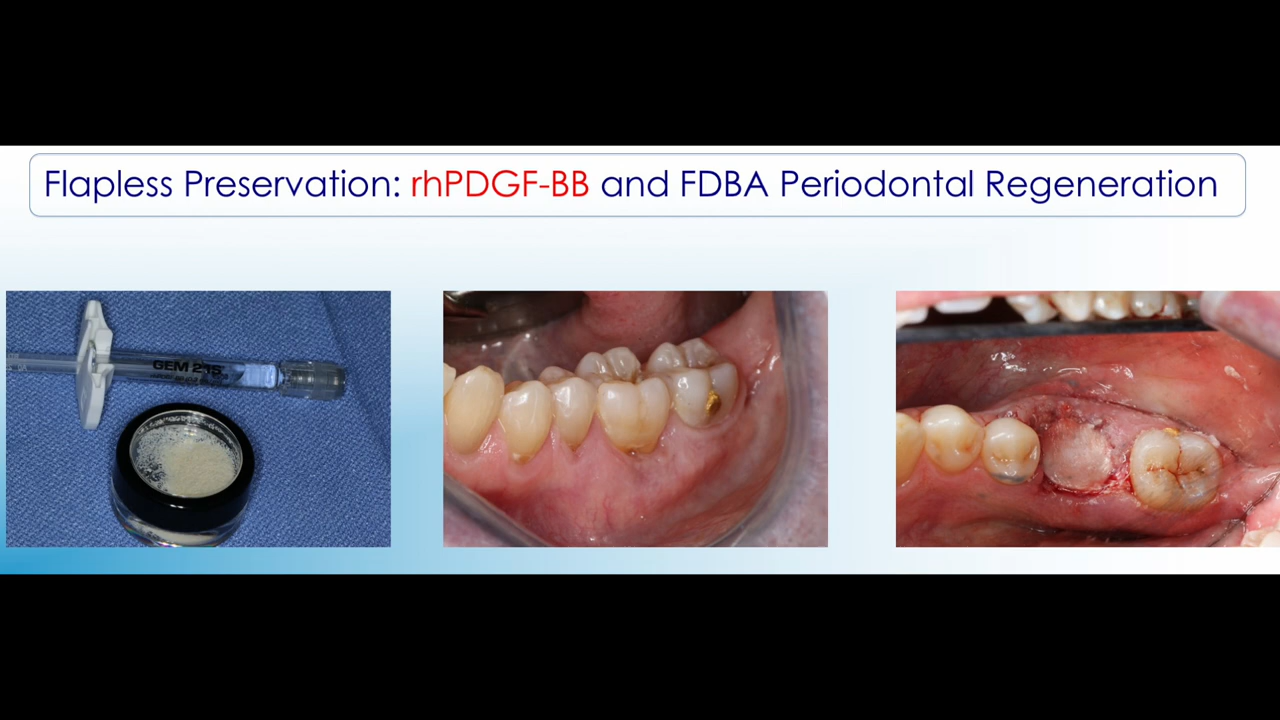 Flapless Preservation: rhPDGF-BB and FDBA Periodontal Regeneration
GEM 21S